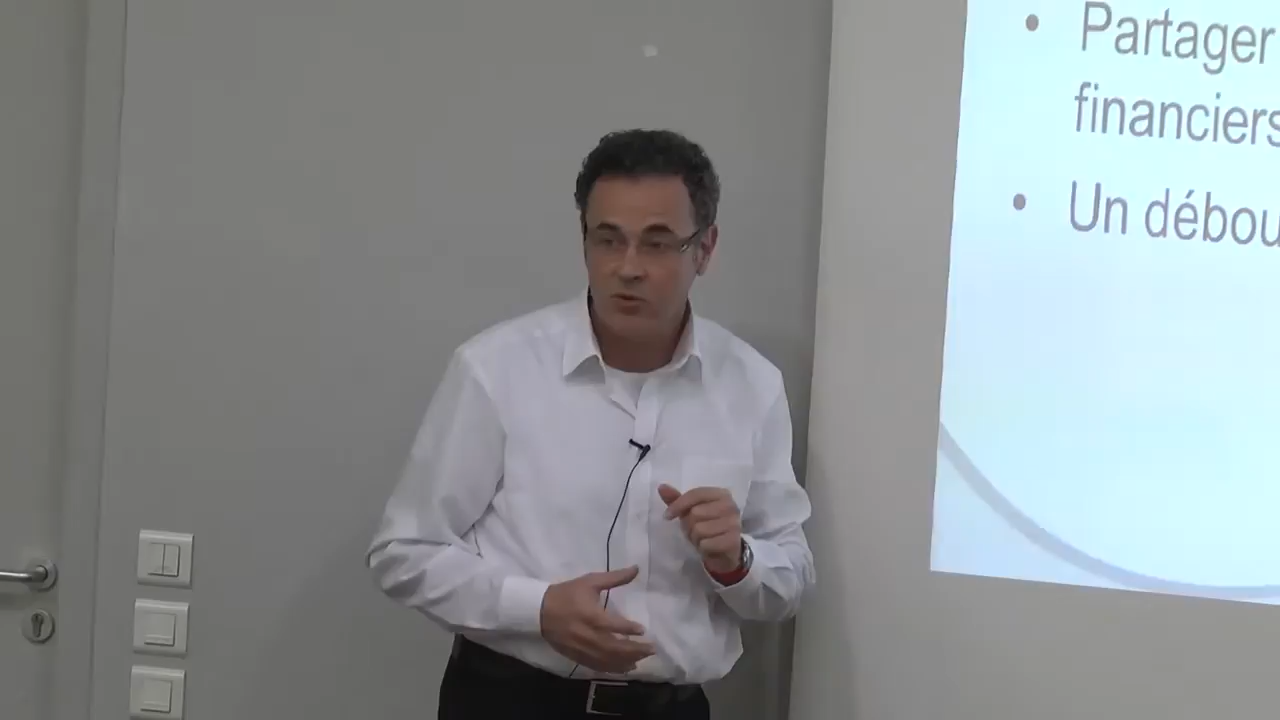 • Partager
financiers
• Un débou